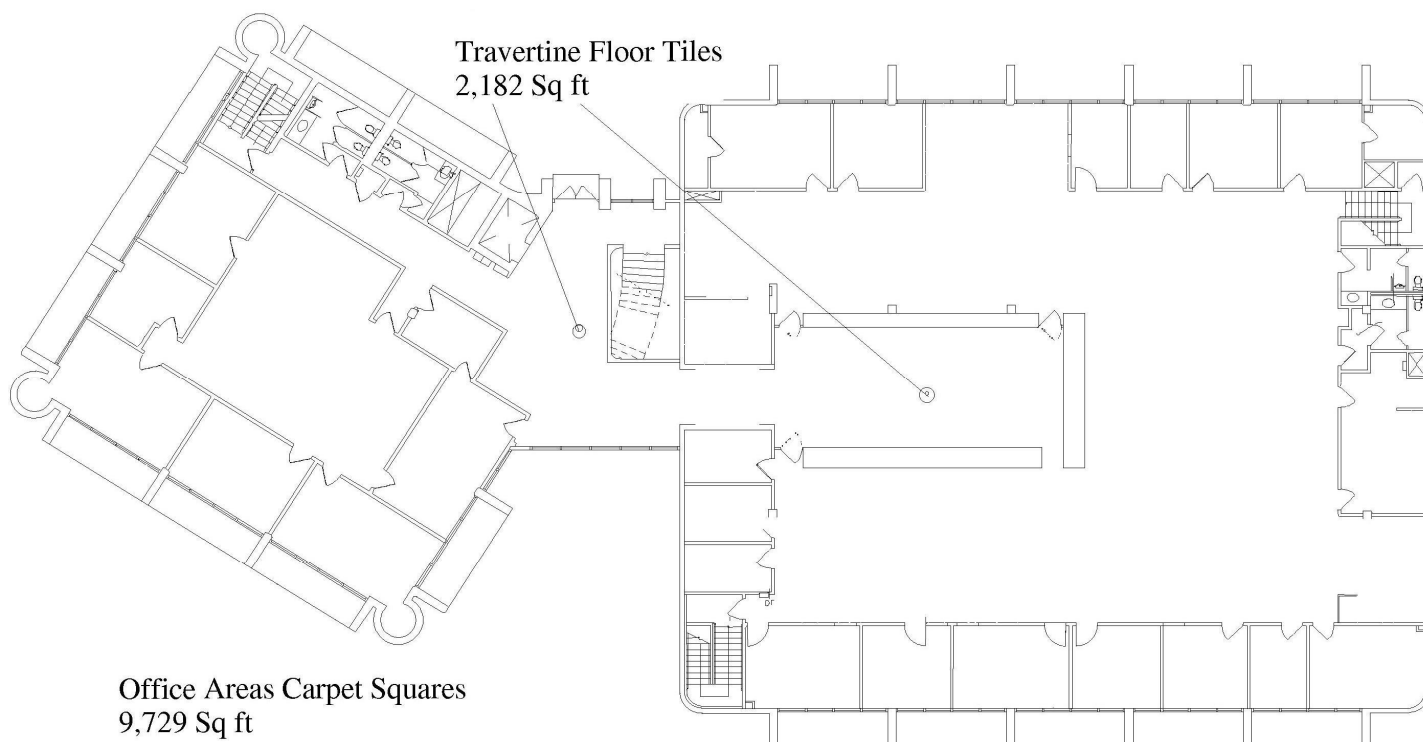 Travertine Floor Tiles
2,182 Sq ft
Office Areas Carpet Squares
9,729 Sq ft